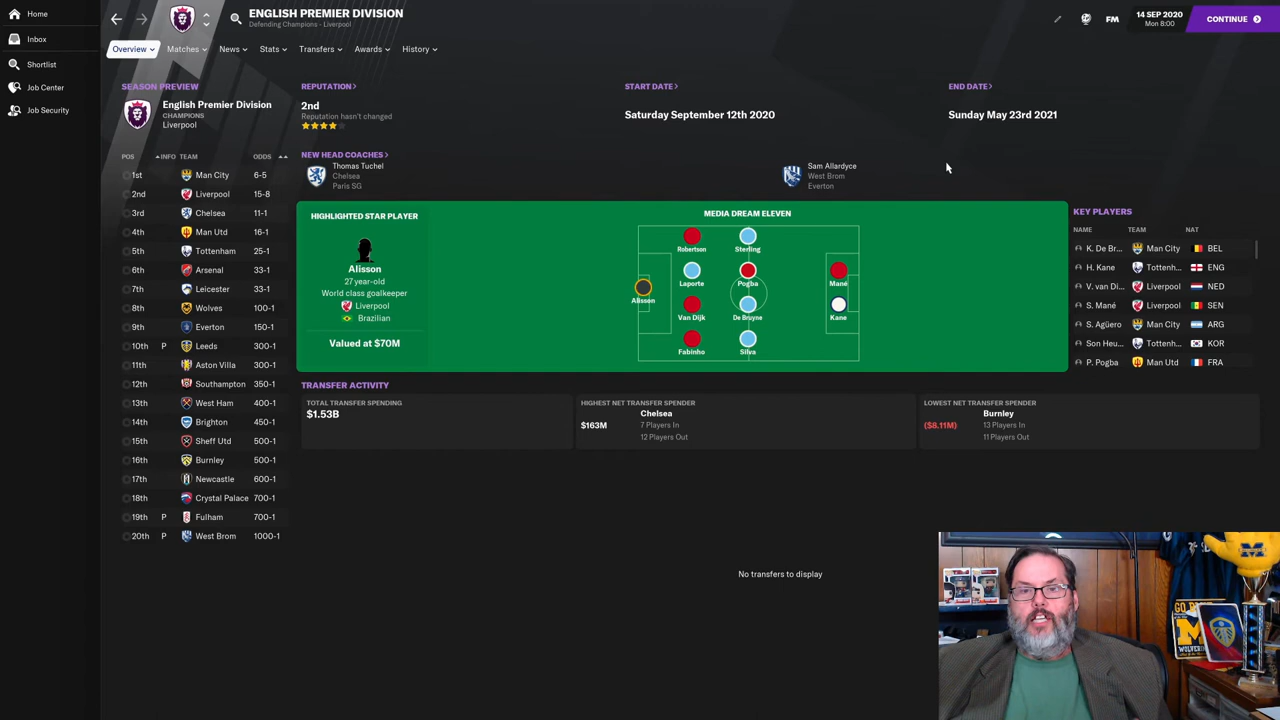 Home
Inbox
Shortlist
Job Center
Job Security
ENGLISH PREMIER DIVISION
Defending Champions - Liverpool
FM
14 SEP 2020
Mon 8:00
CONTINUE
Overview
Matches
News
Stats
Transfers
Awards
History
SEASON PREVIEW
English Premier Division
CHAMPIONS
Liverpool
REPUTATION
2nd
Reputation hasn't changed
START DATE
Saturday September 12th 2020
END DATE
Sunday May 23rd 2021
NEW HEAD COACHES
Thomas Tuchel
Chelsea
Paris SG
Sam Allardyce
West Brom
Everton
POS INFO TEAM ODDS
1st Man City 6-5
2nd Liverpool 15-8
3rd Chelsea 11-1
4th Man Utd 16-1
5th Tottenham 25-1
6th Arsenal 33-1
7th Leicester 33-1
8th Wolves 100-1
9th Everton 150-1
10th P Leeds 300-1
11th Aston Villa 300-1
12th Southampton 350-1
13th West Ham 400-1
14th Brighton 450-1
15th Sheff Utd 500-1
16th Burnley 500-1
17th Newcastle 600-1
18th Crystal Palace 700-1
19th P Fulham 700-1
20th P West Brom 1000-1
HIGHLIGHTED STAR PLAYER
Alisson
27 year-old
World class goalkeeper
Liverpool
Brazilian
Valued at $70M
MEDIA DREAM ELEVEN
Robertson
Sterling
Laporte
Pogba
Mané
Alisson
Van Dijk
De Bruyne
Kane
Fabinho
Silva
KEY PLAYERS
NAME TEAM NAT
K. De Br... Man City BEL
H. Kane Tottenh... ENG
V. van Di... Liverpool NED
S. Mané Liverpool SEN
S. Agüero Man City ARG
Son Heu... Tottenh... KOR
P. Pogba Man Utd FRA
TRANSFER ACTIVITY
TOTAL TRANSFER SPENDING
$1.53B
HIGHEST NET TRANSFER SPENDER
$163M
Chelsea
7 Players In
12 Players Out
LOWEST NET TRANSFER SPENDER
($8.11M)
Burnley
13 Players In
11 Players Out
No transfers to display
M
GO B
M
WOLVERIN